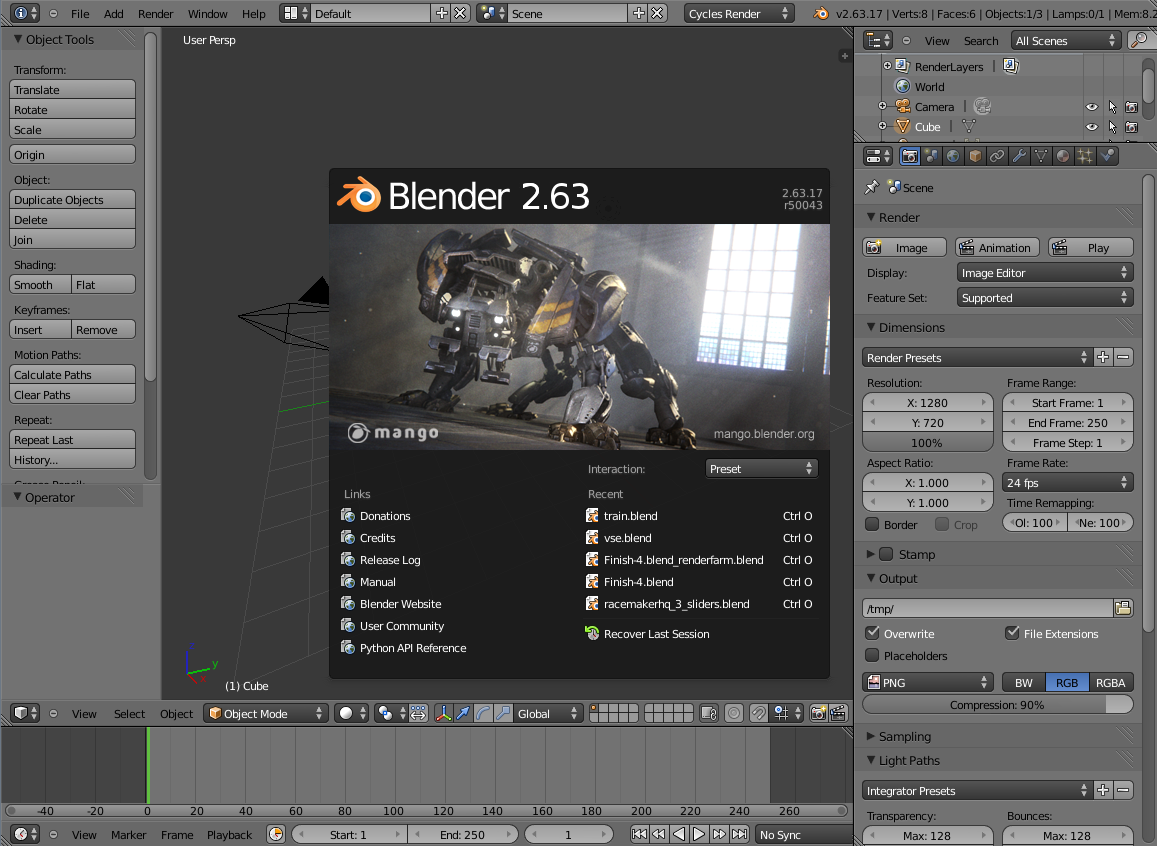 File Add Render Window Help Default Scene Cycles Render v2.63.17 | Verts:8 | Faces:6 | Objects:1/3 | Lamps:0/1 | Mem:8.2
Object Tools
Transform:
Translate
Rotate
Scale
Origin
Object:
Duplicate Objects
Delete
Join
Shading:
Smooth Flat
Keyframes:
Insert Remove
Motion Paths:
Calculate Paths
Clear Paths
Repeat:
Repeat Last
History...
Operator
User Persp
Blender 2.63
2.63.17
r50043
mango
mango.blender.org
Interaction: Preset
Links
Donations
Credits
Release Log
Manual
Blender Website
User Community
Python API Reference
Recent
train.blend Ctrl O
vse.blend Ctrl O
Finish-4.blend_renderfarm.blend Ctrl O
Finish-4.blend Ctrl O
racemakerhq_3_sliders.blend Ctrl O
Recover Last Session
z
y
x
(1) Cube
View Select Object Object Mode Global
-40 -20 0 20 40 60 80 100 120 140 160 180 200 220 240 260
View Marker Frame Playback Start: 1 End: 250 1 No Sync
View Search All Scenes
RenderLayers |
World
Camera |
Cube |
Scene
Render
Image Animation Play
Display: Image Editor
Feature Set: Supported
Dimensions
Render Presets
Resolution:
X: 1280
Y: 720
100%
Frame Range:
Start Frame: 1
End Frame: 250
Frame Step: 1
Aspect Ratio:
X: 1.000
Y: 1.000
Frame Rate:
24 fps
Time Remapping:
Border Crop Ol: 100 Ne: 100
Stamp
Output
/tmp/
Overwrite File Extensions
Placeholders
PNG BW RGB RGBA
Compression: 90%
Sampling
Light Paths
Integrator Presets
Transparency: Bounces:
Max: 128 Max: 128